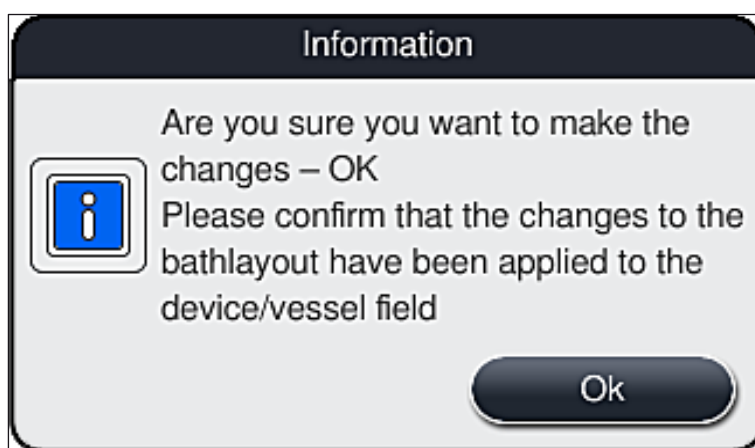 Information
Are you sure you want to make the
changes – OK
Please confirm that the changes to the
bathlayout have been applied to the
device/vessel field
Ok